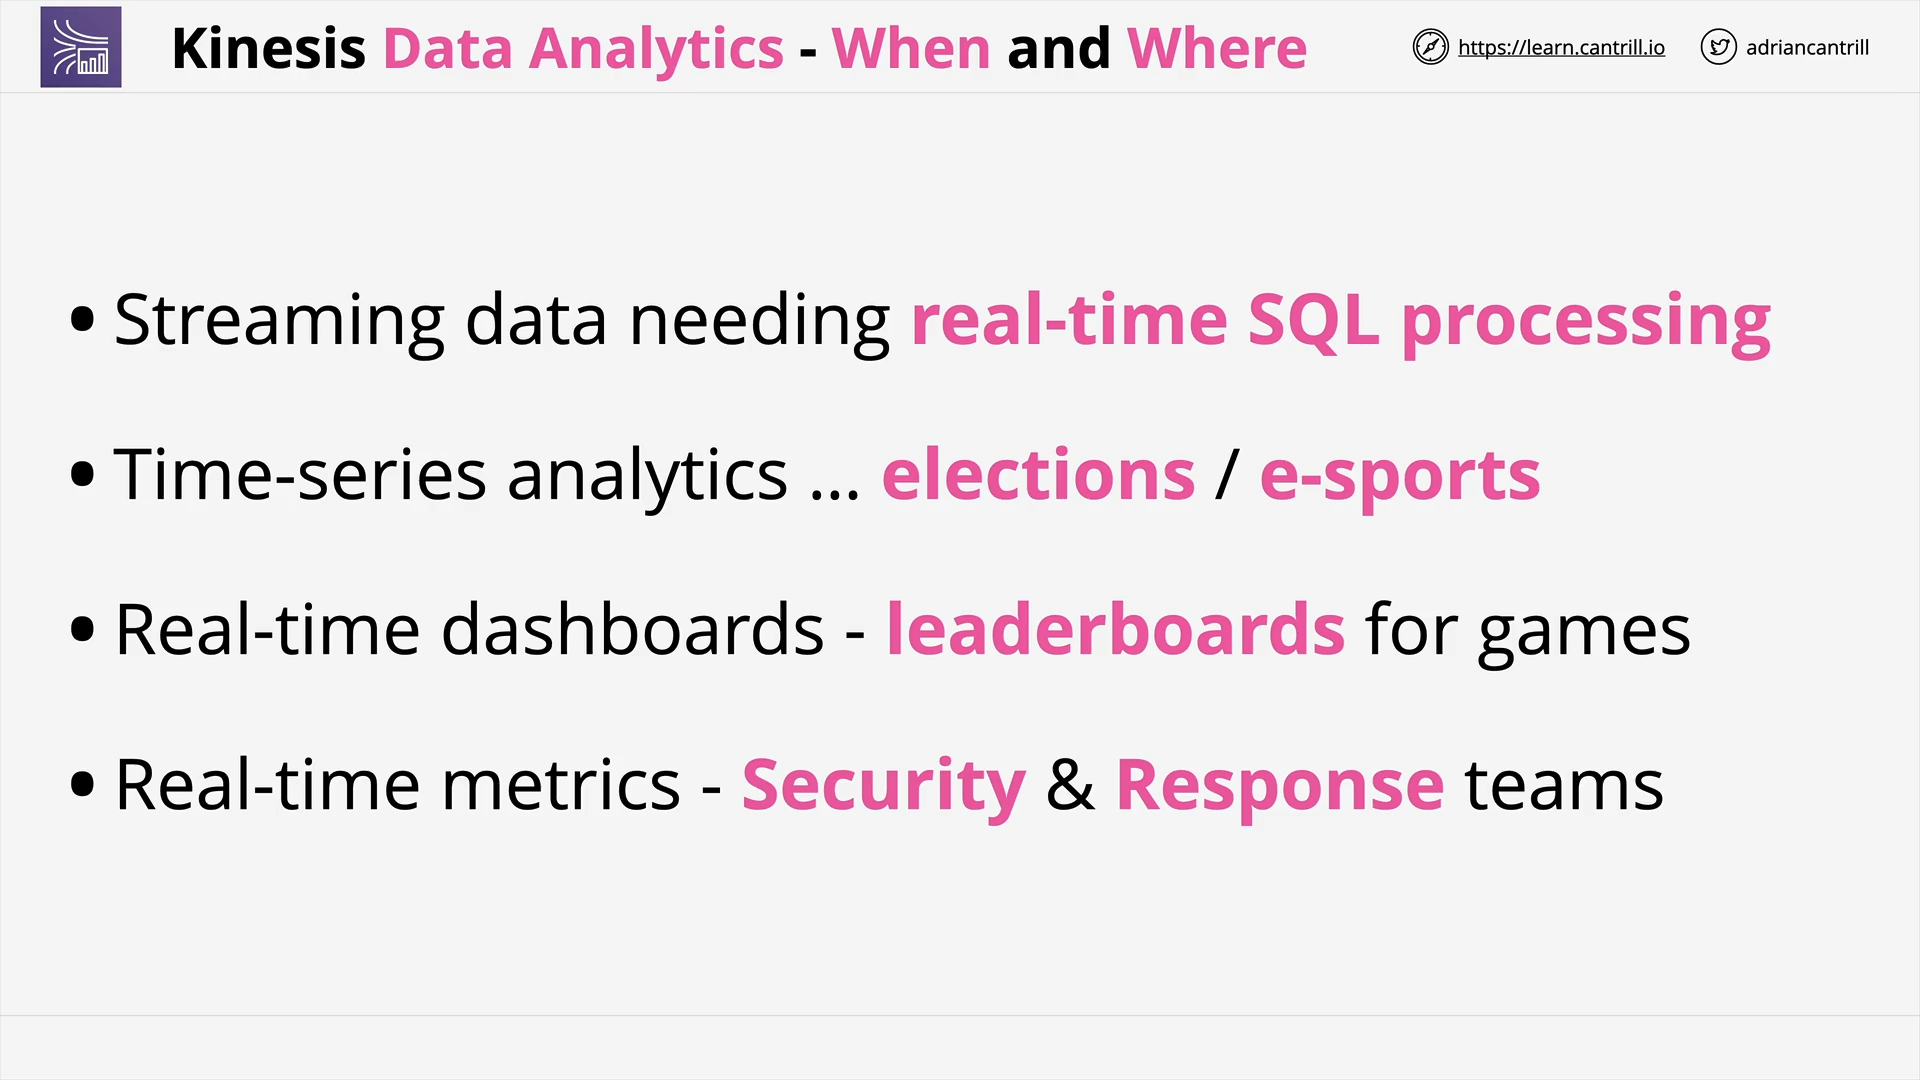 Kinesis Data Analytics - When and Where
https://learn.cantrill.io
adriancantrill
• Streaming data needing real-time SQL processing
• Time-series analytics ... elections / e-sports
• Real-time dashboards - leaderboards for games
• Real-time metrics - Security & Response teams